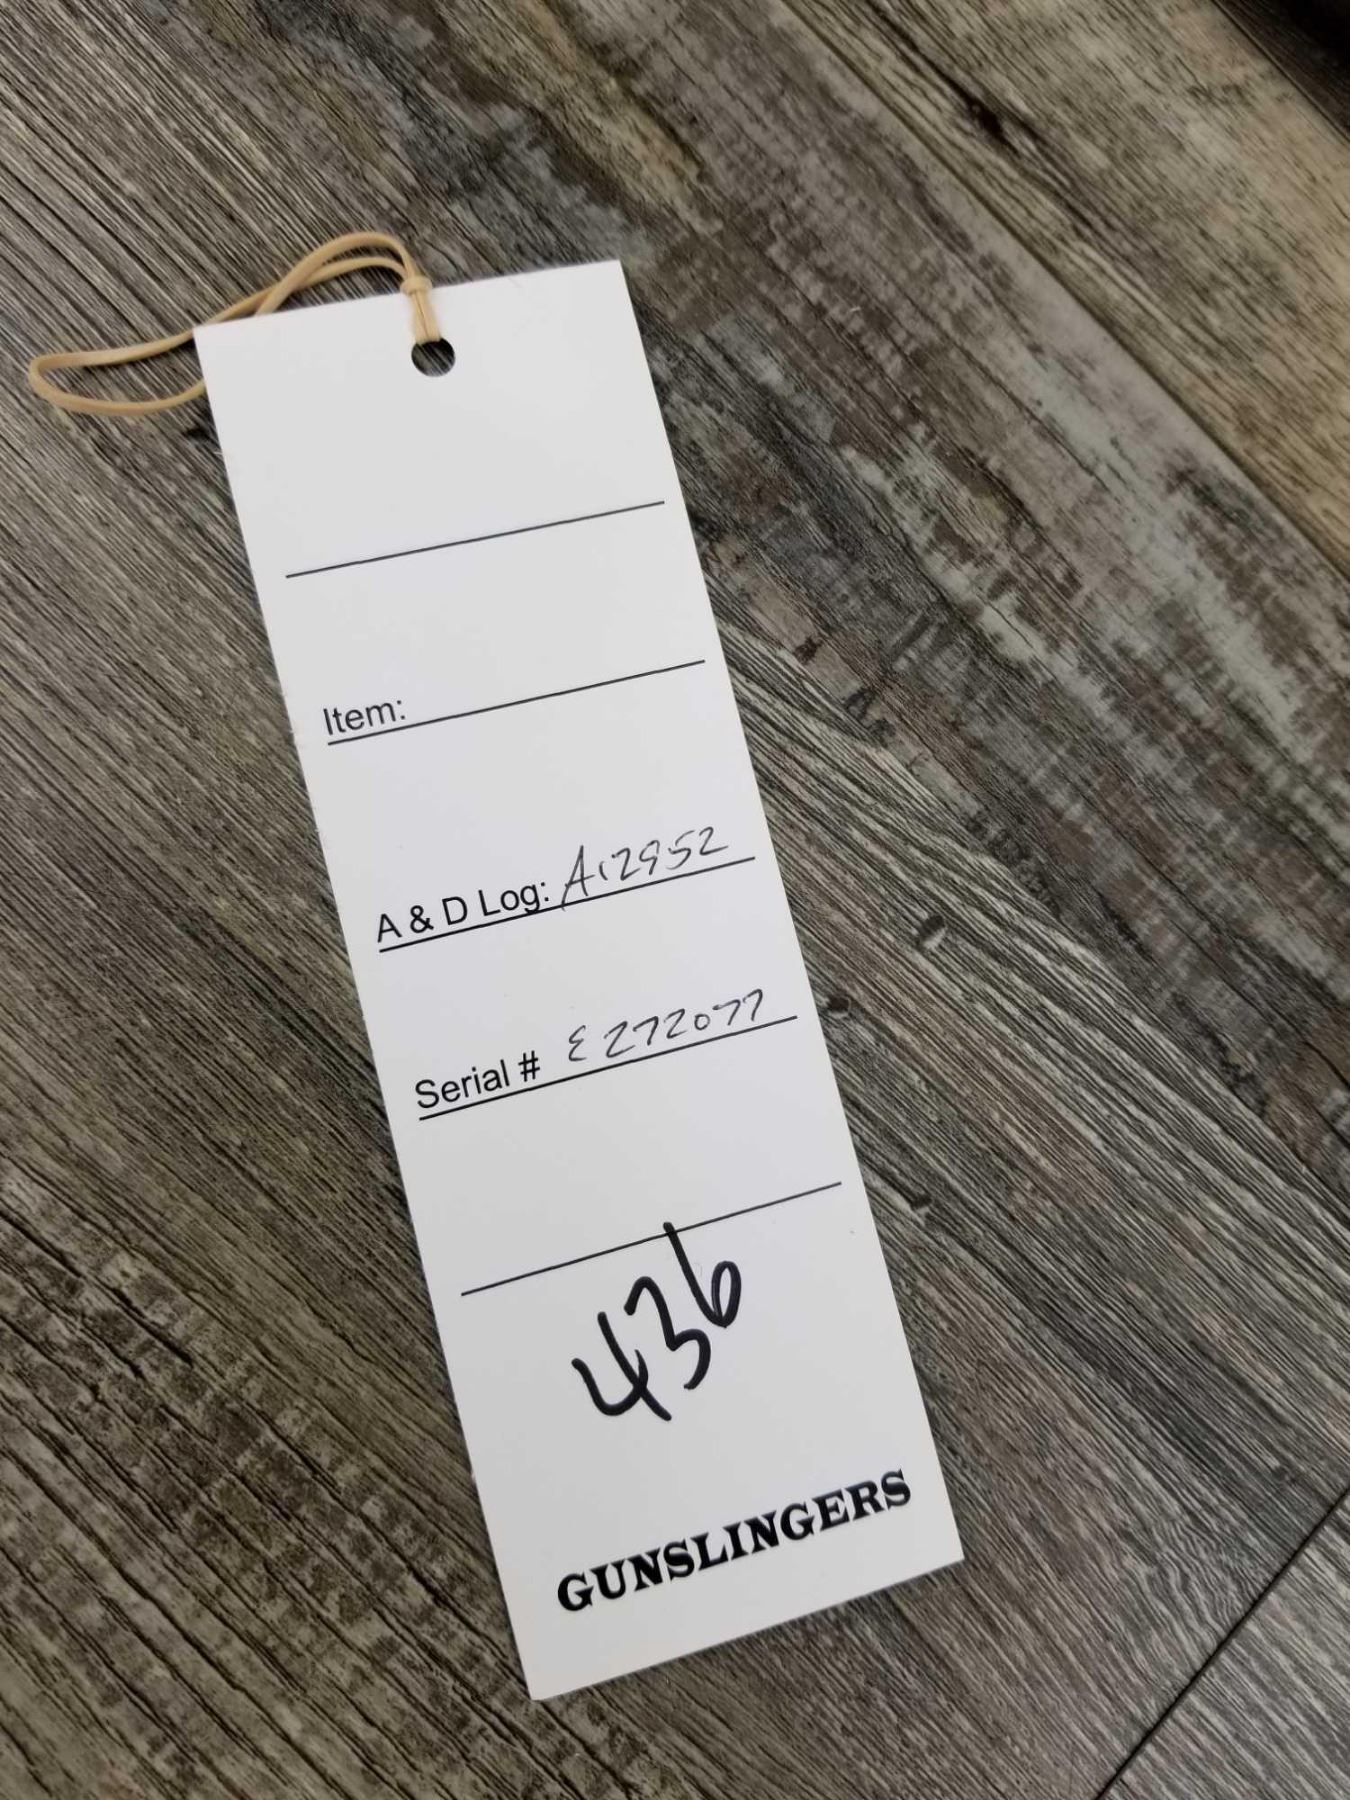 Item:
A & D Log: A12952
Serial # E272077
436
GUNSLINGERS